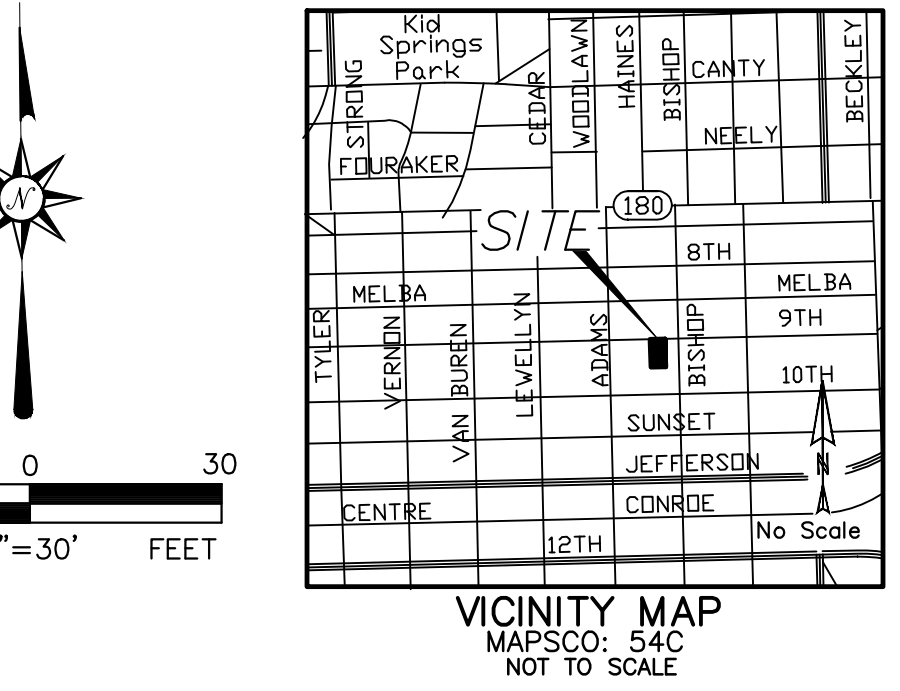 Kid
Springs
Park
STRONG
CEDAR
WOODLAWN
HAINES
BISHOP
CANTY
BECKLEY
NEELY
FOURAKER
N
SITE
180
8TH
MELBA
MELBA
9TH
TYLER
VERNON
VAN BUREN
LEWELLYN
ADAMS
BISHOP
10TH
SUNSET
JEFFERSON
N
CENTRE
CONROE
No Scale
12TH
0
30
"=30'
FEET
VICINITY MAP
MAPSCO: 54C
NOT TO SCALE